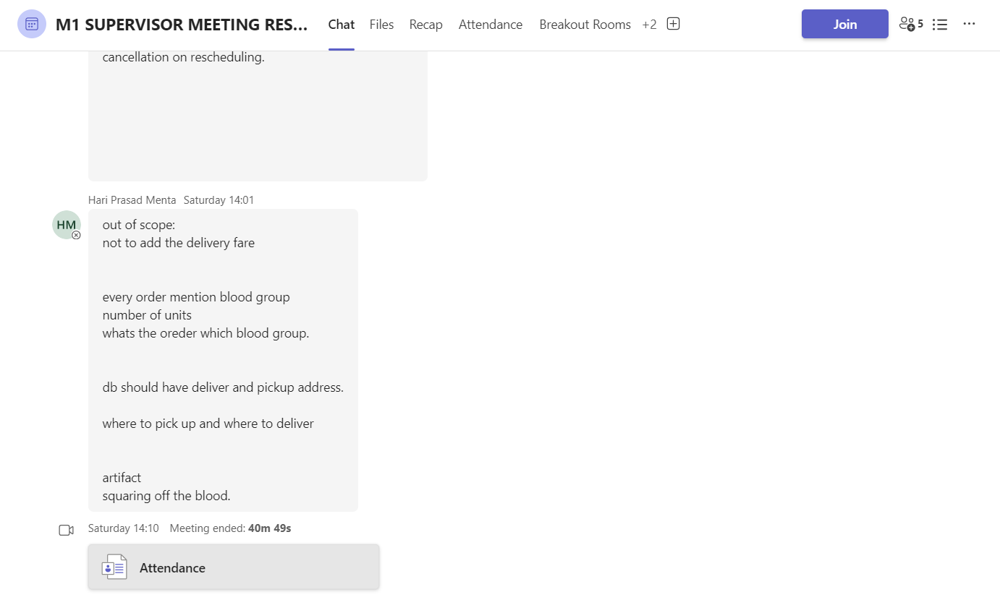 M1 SUPERVISOR MEETING RES...
Chat
Files
Recap
Attendance
Breakout Rooms
+2
Join
5
cancellation on rescheduling.
Hari Prasad Menta Saturday 14:01
HM
out of scope:
not to add the delivery fare
every order mention blood group
number of units
whats the oreder which blood group.
db should have deliver and pickup address.
where to pick up and where to deliver
artifact
squaring off the blood.
Saturday 14:10 Meeting ended: 40m 49s
Attendance